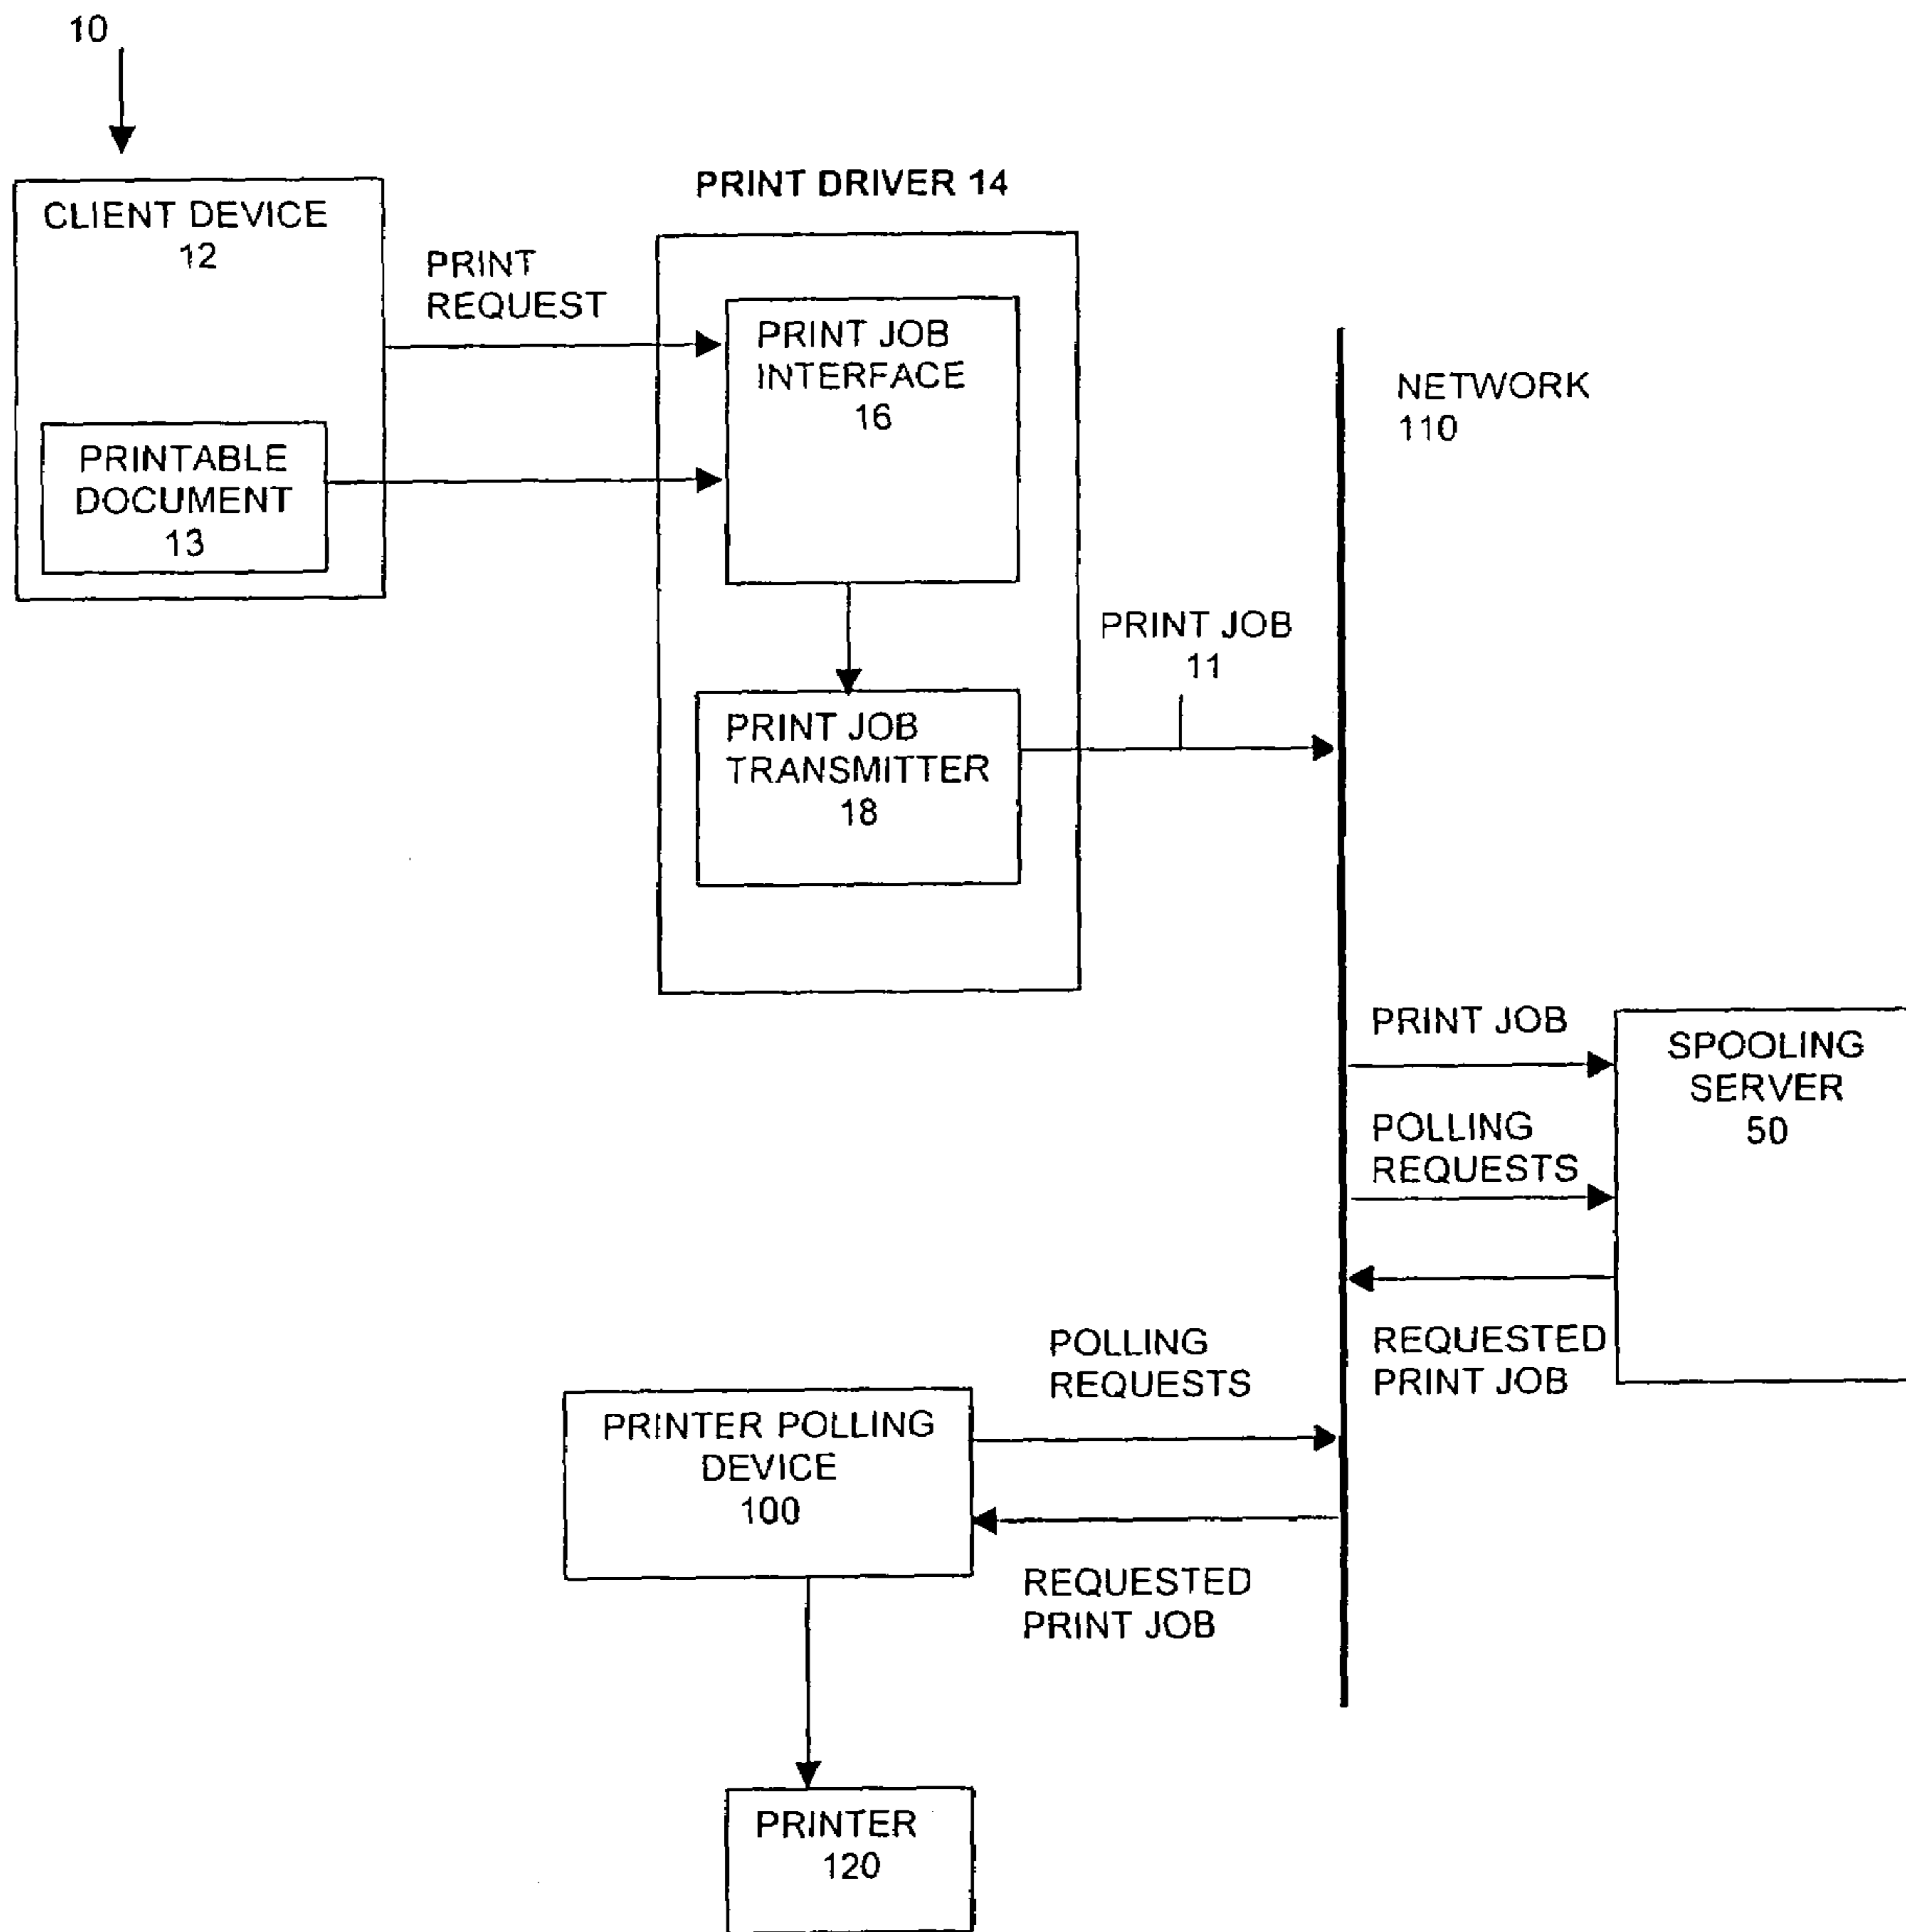 10
CLIENT DEVICE
12
PRINTABLE
DOCUMENT
13
PRINT
REQUEST
PRINT DRIVER 14
PRINT JOB
INTERFACE
16
PRINT JOB
TRANSMITTER
18
PRINT JOB
11
NETWORK
110
PRINT JOB
POLLING
REQUESTS
SPOOLING
SERVER
50
REQUESTED
PRINT JOB
POLLING
REQUESTS
PRINTER POLLING
DEVICE
100
REQUESTED
PRINT JOB
PRINTER
120